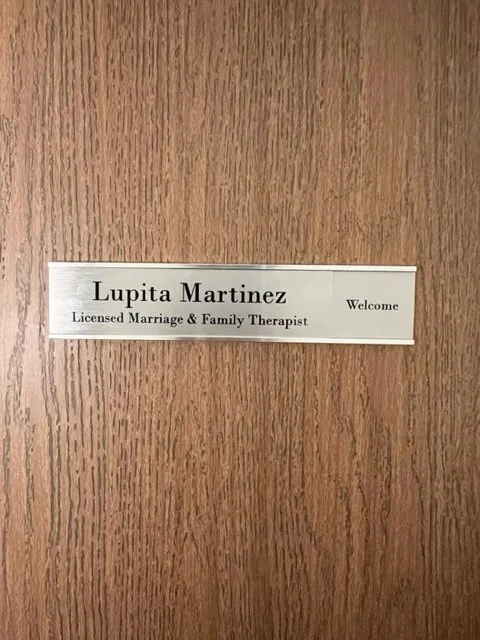 Lupita Martinez
Licensed Marriage & Family Therapist
Welcome